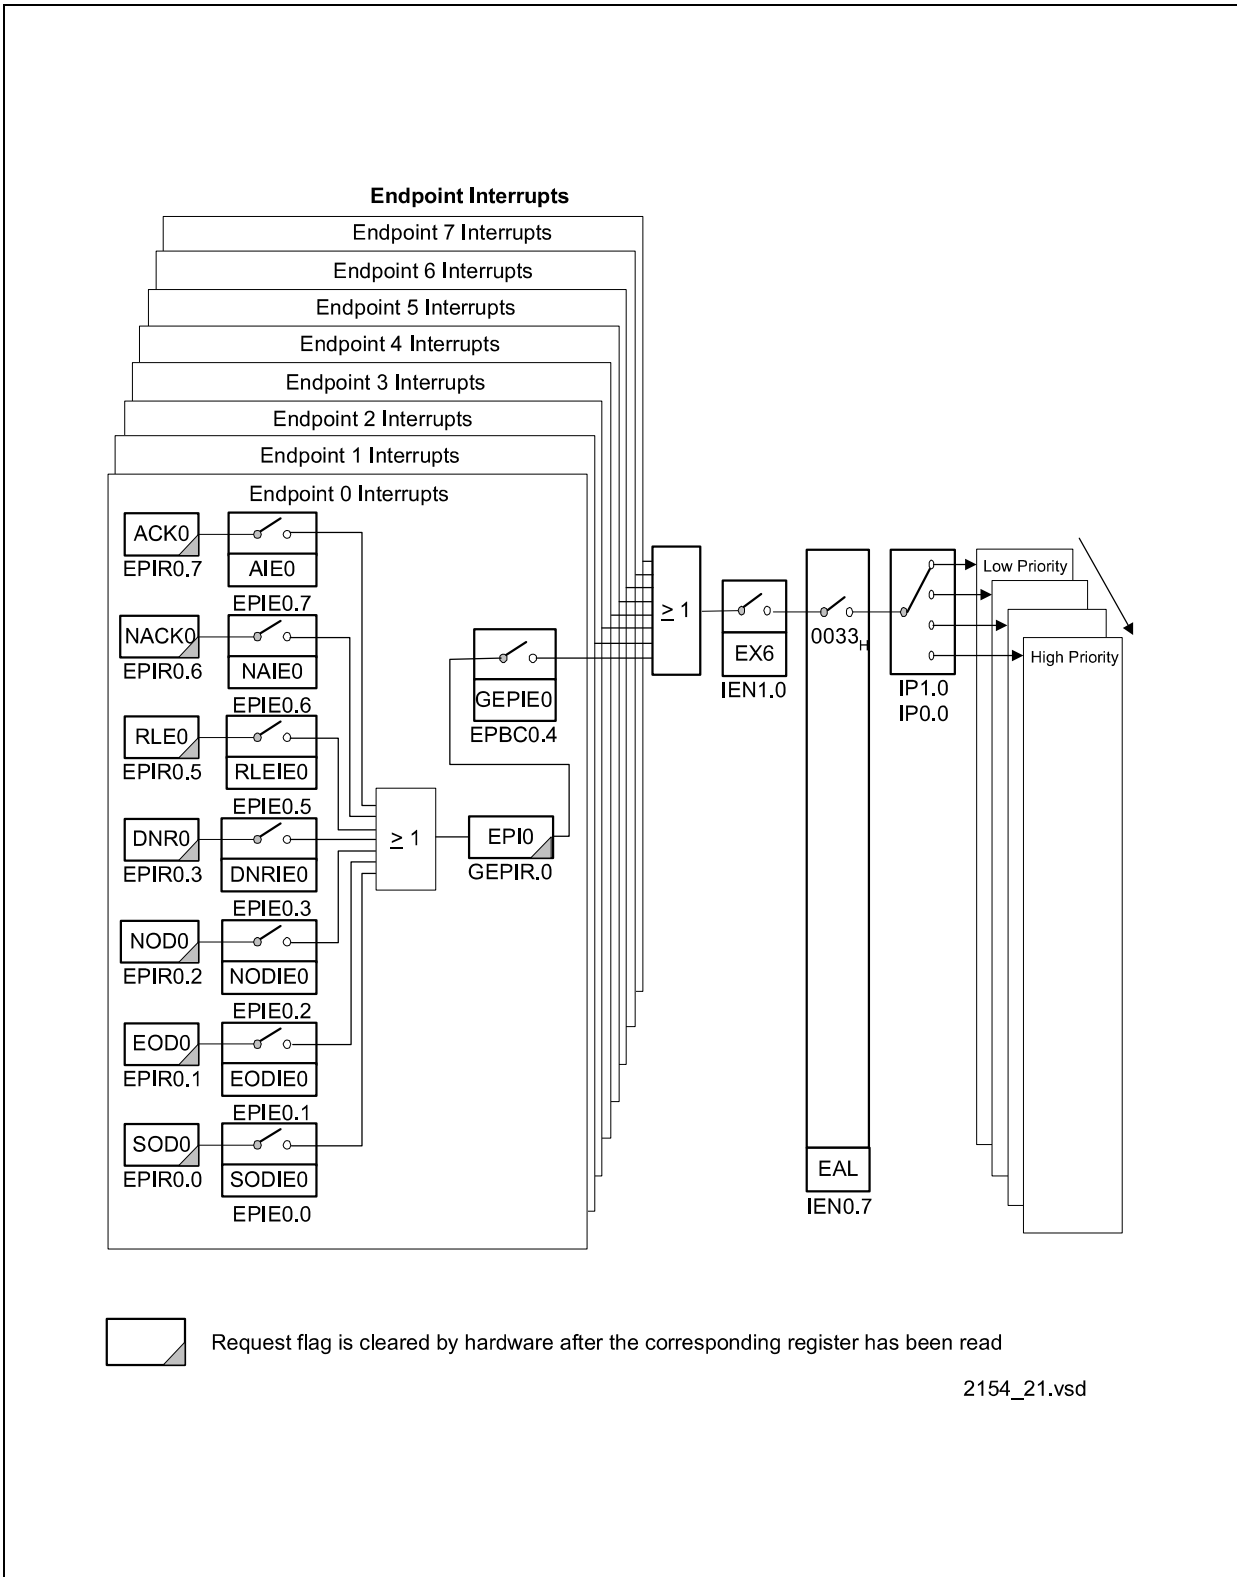 Endpoint Interrupts
Endpoint 7 Interrupts
Endpoint 6 Interrupts
Endpoint 5 Interrupts
Endpoint 4 Interrupts
Endpoint 3 Interrupts
Endpoint 2 Interrupts
Endpoint 1 Interrupts
Endpoint 0 Interrupts
ACK0
EPIR0.7
AIE0
EPIE0.7
NACK0
EPIR0.6
NAIE0
EPIE0.6
RLE0
EPIR0.5
RLEIE0
EPIE0.5
DNR0
EPIR0.3
DNRIE0
EPIE0.3
NOD0
EPIR0.2
NODIE0
EPIE0.2
EOD0
EPIR0.1
EODIE0
EPIE0.1
SOD0
EPIR0.0
SODIE0
EPIE0.0
≥ 1
EPI0
GEPIR.0
GEPIE0
EPBC0.4
≥ 1
EX6
IEN1.0
0033H
EAL
IEN0.7
IP1.0
IP0.0
Low Priority
High Priority
Request flag is cleared by hardware after the corresponding register has been read
2154_21.vsd